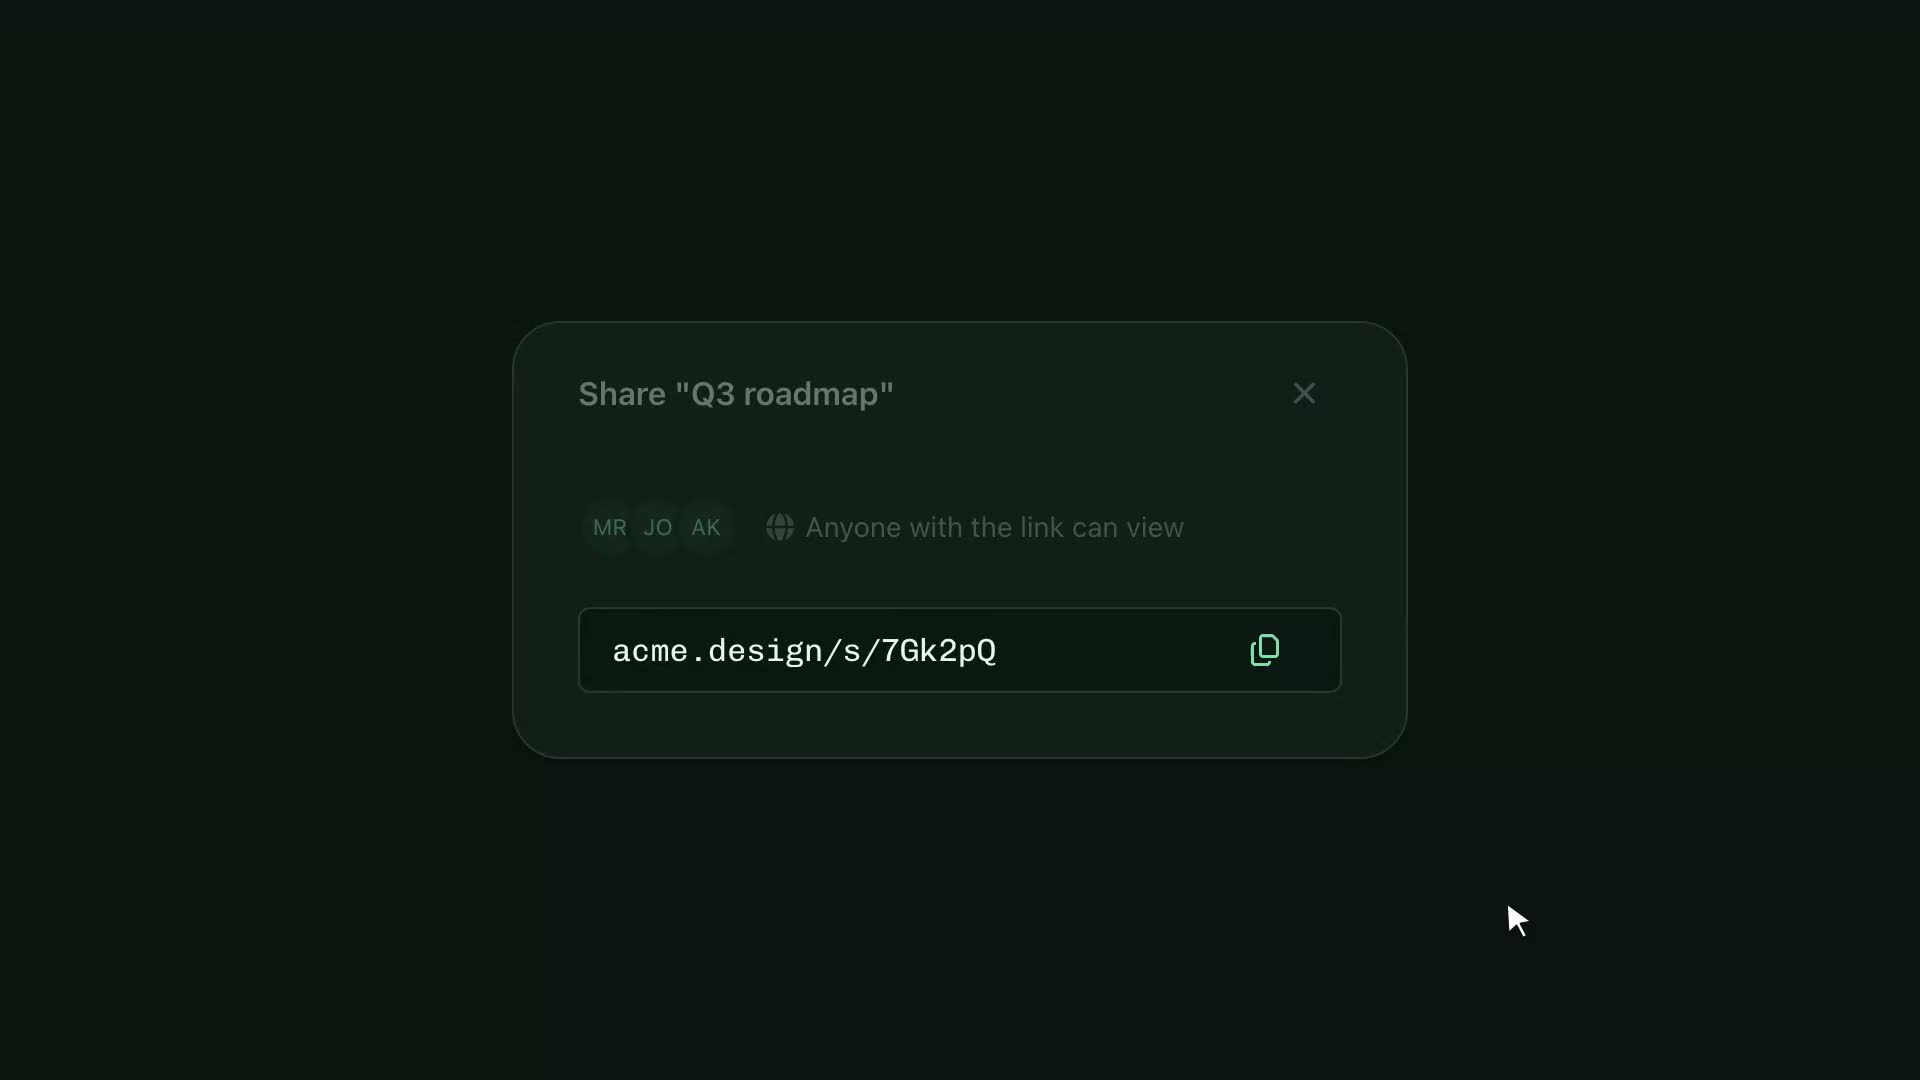 Share "Q3 roadmap"
MR JO AK Anyone with the link can view
acme.design/s/7Gk2pQ